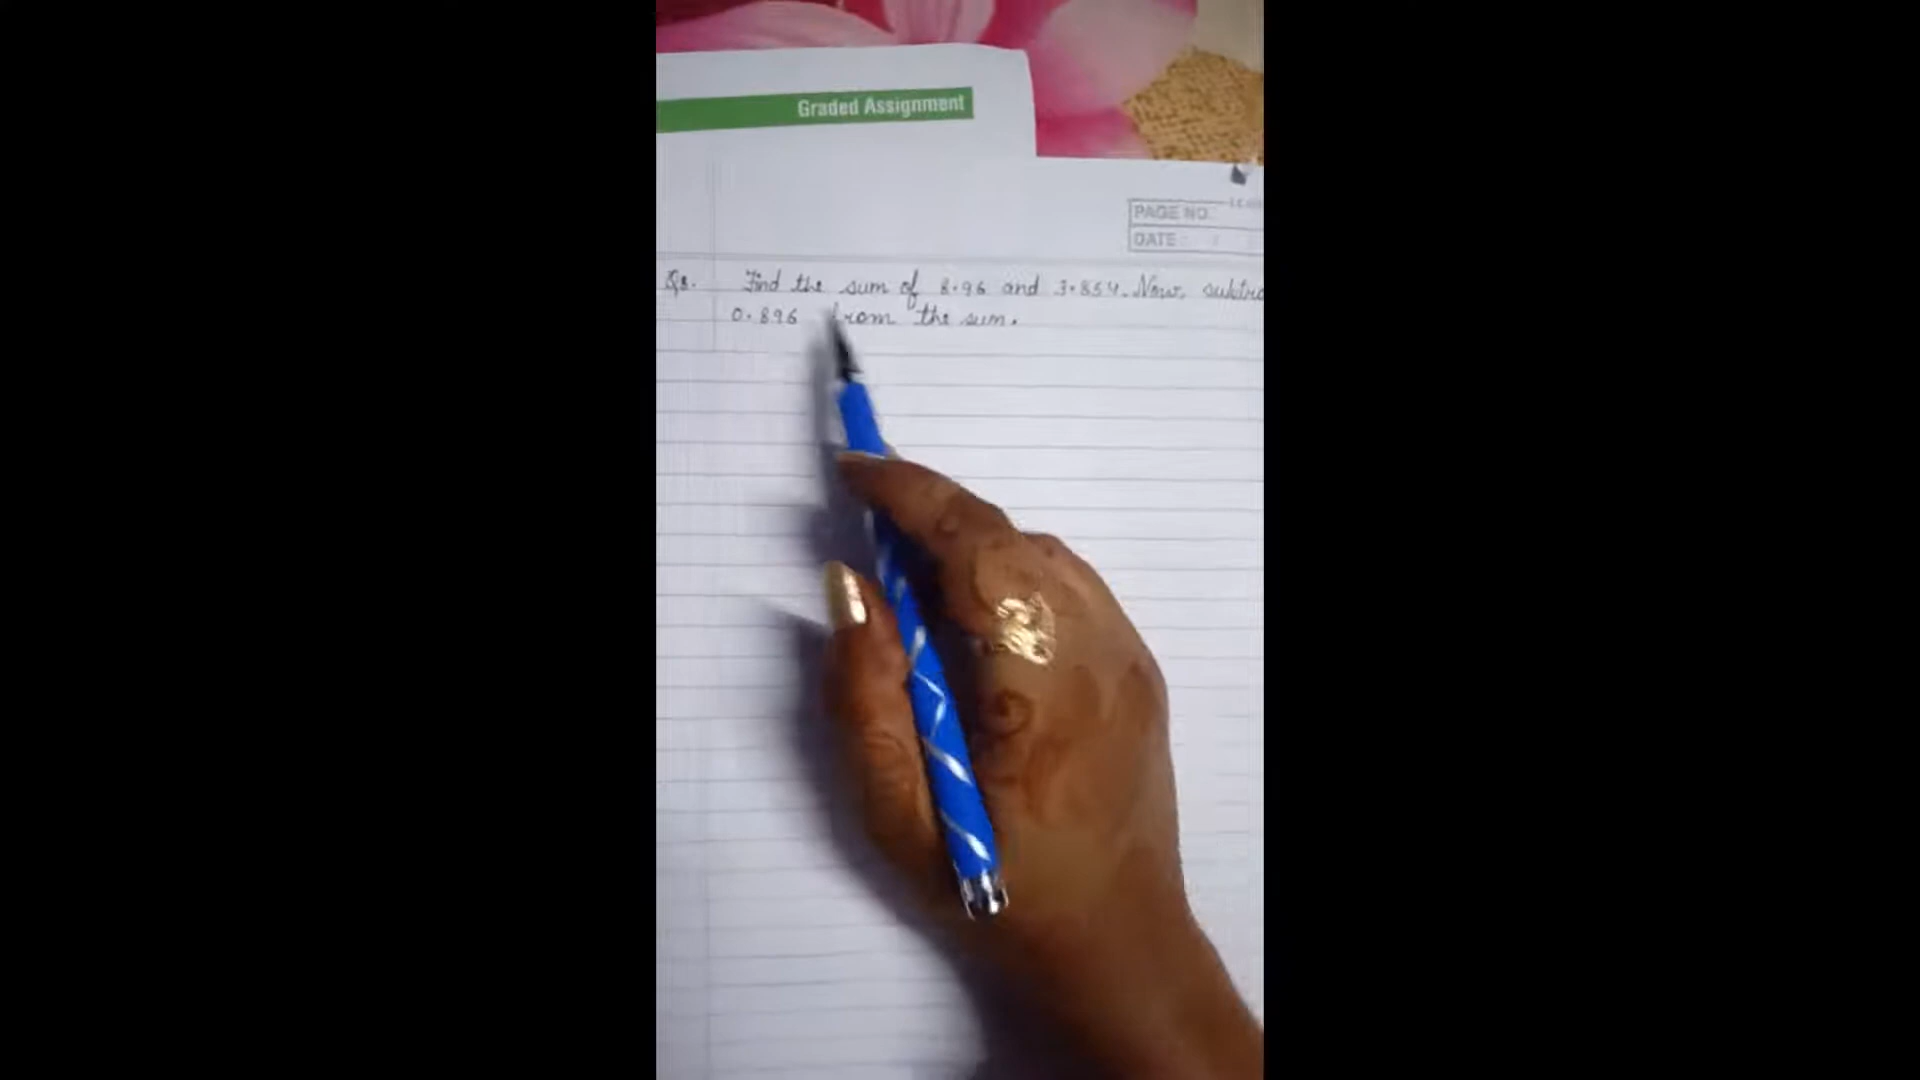 Graded Assignment
PAGE NO.
DATE
Q8. Find the sum of 8.96 and 3.854. Now, subtra
0.896 from the sum.